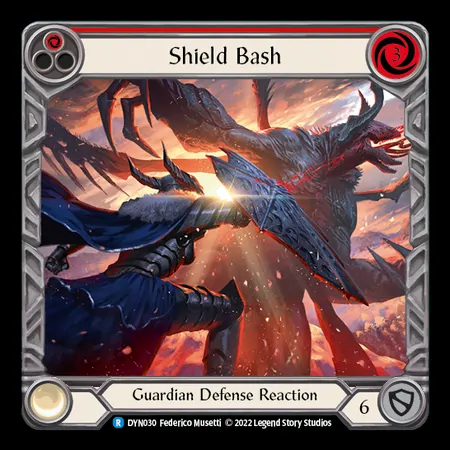 Shield Bash
3
Guardian Defense Reaction
6
R DYN030 Federico Musetti © 2022 Legend Story Studios